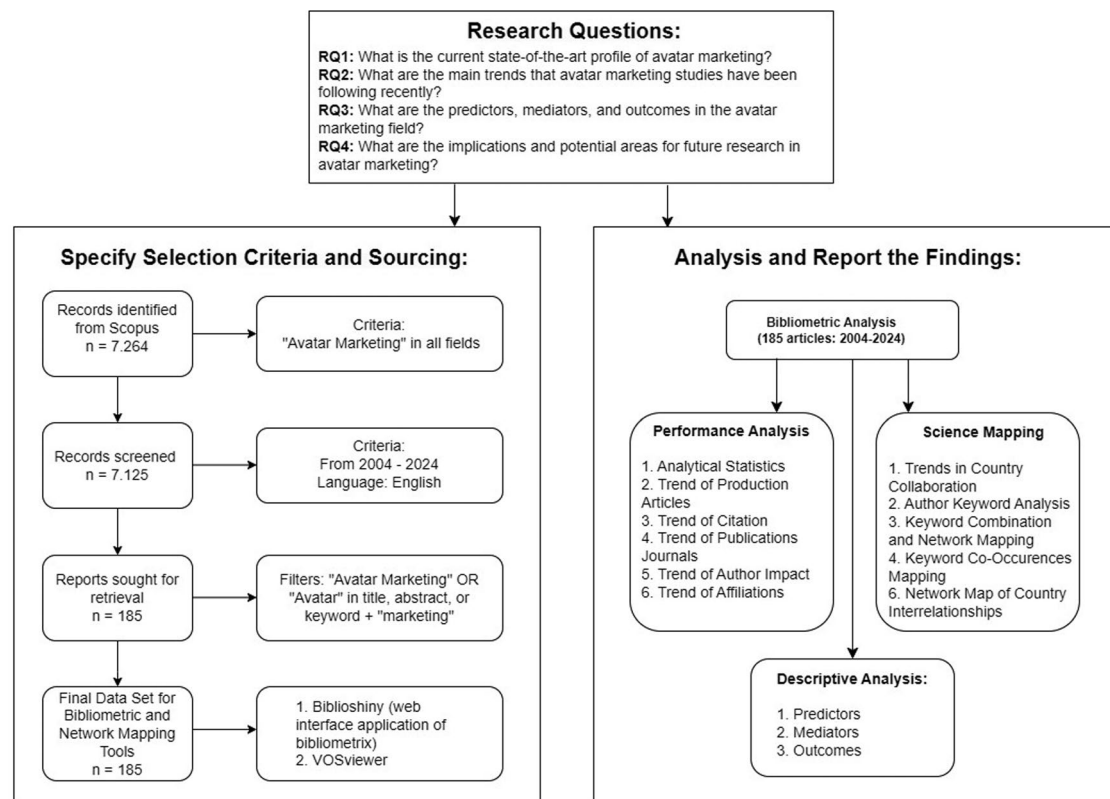 Research Questions:
RQ1: What is the current state-of-the-art profile of avatar marketing?
RQ2: What are the main trends that avatar marketing studies have been
following recently?
RQ3: What are the predictors, mediators, and outcomes in the avatar
marketing field?
RQ4: What are the implications and potential areas for future research in
avatar marketing?
Specify Selection Criteria and Sourcing:
Records identified
from Scopus
n = 7.264
Criteria:
"Avatar Marketing" in all fields
Records screened
n = 7.125
Criteria:
From 2004 - 2024
Language: English
Reports sought for
retrieval
n = 185
Filters: "Avatar Marketing" OR
"Avatar" in title, abstract, or
keyword + "marketing"
Final Data Set for
Bibliometric and
Network Mapping
Tools
n = 185
1. Biblioshiny (web
interface application of
bibliometrix)
2. VOSviewer
Analysis and Report the Findings:
Bibliometric Analysis
(185 articles: 2004-2024)
Performance Analysis
1. Analytical Statistics
2. Trend of Production
Articles
3. Trend of Citation
4. Trend of Publications
Journals
5. Trend of Author Impact
6. Trend of Affiliations
Science Mapping
1. Trends in Country
Collaboration
2. Author Keyword Analysis
3. Keyword Combination
and Network Mapping
4. Keyword Co-Occurences
Mapping
6. Network Map of Country
Interrelationships
Descriptive Analysis:
1. Predictors
2. Mediators
3. Outcomes